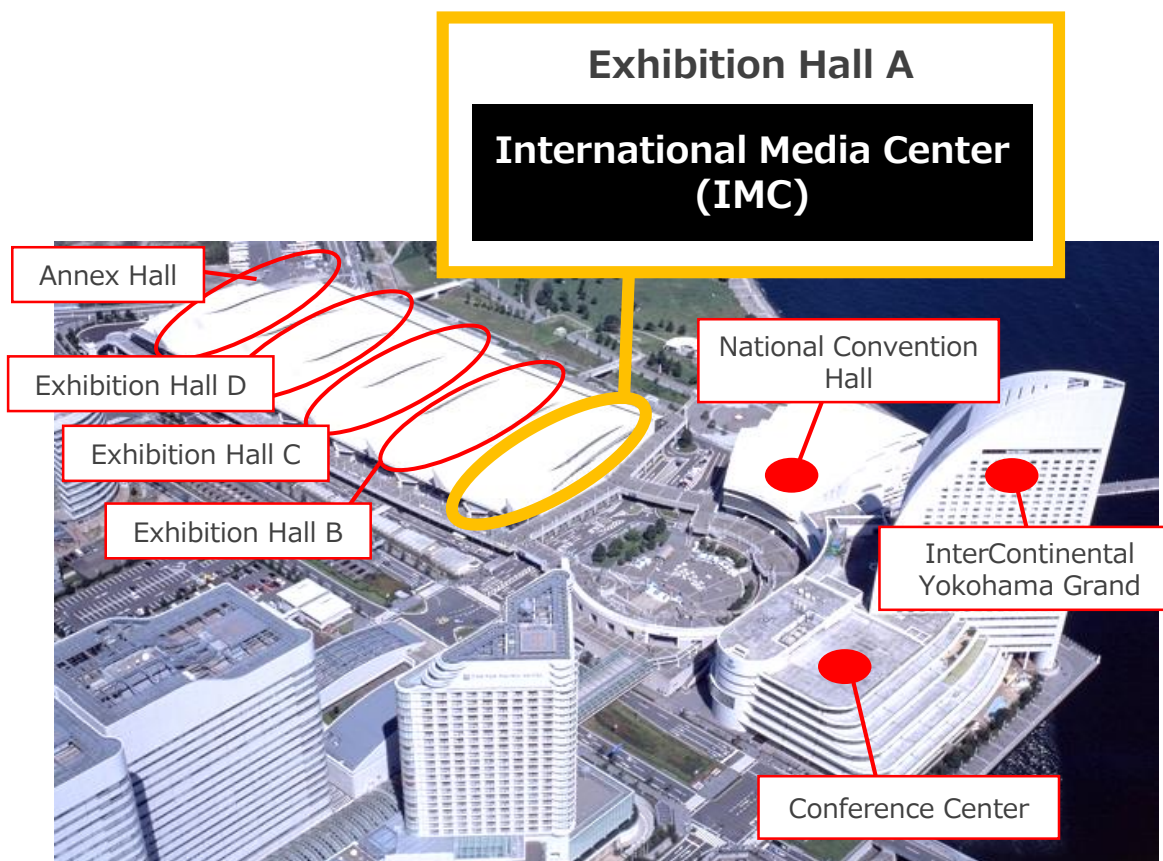 Exhibition Hall A
International Media Center
(IMC)
Annex Hall
Exhibition Hall D
Exhibition Hall C
Exhibition Hall B
National Convention
Hall
InterContinental
Yokohama Grand
Conference Center